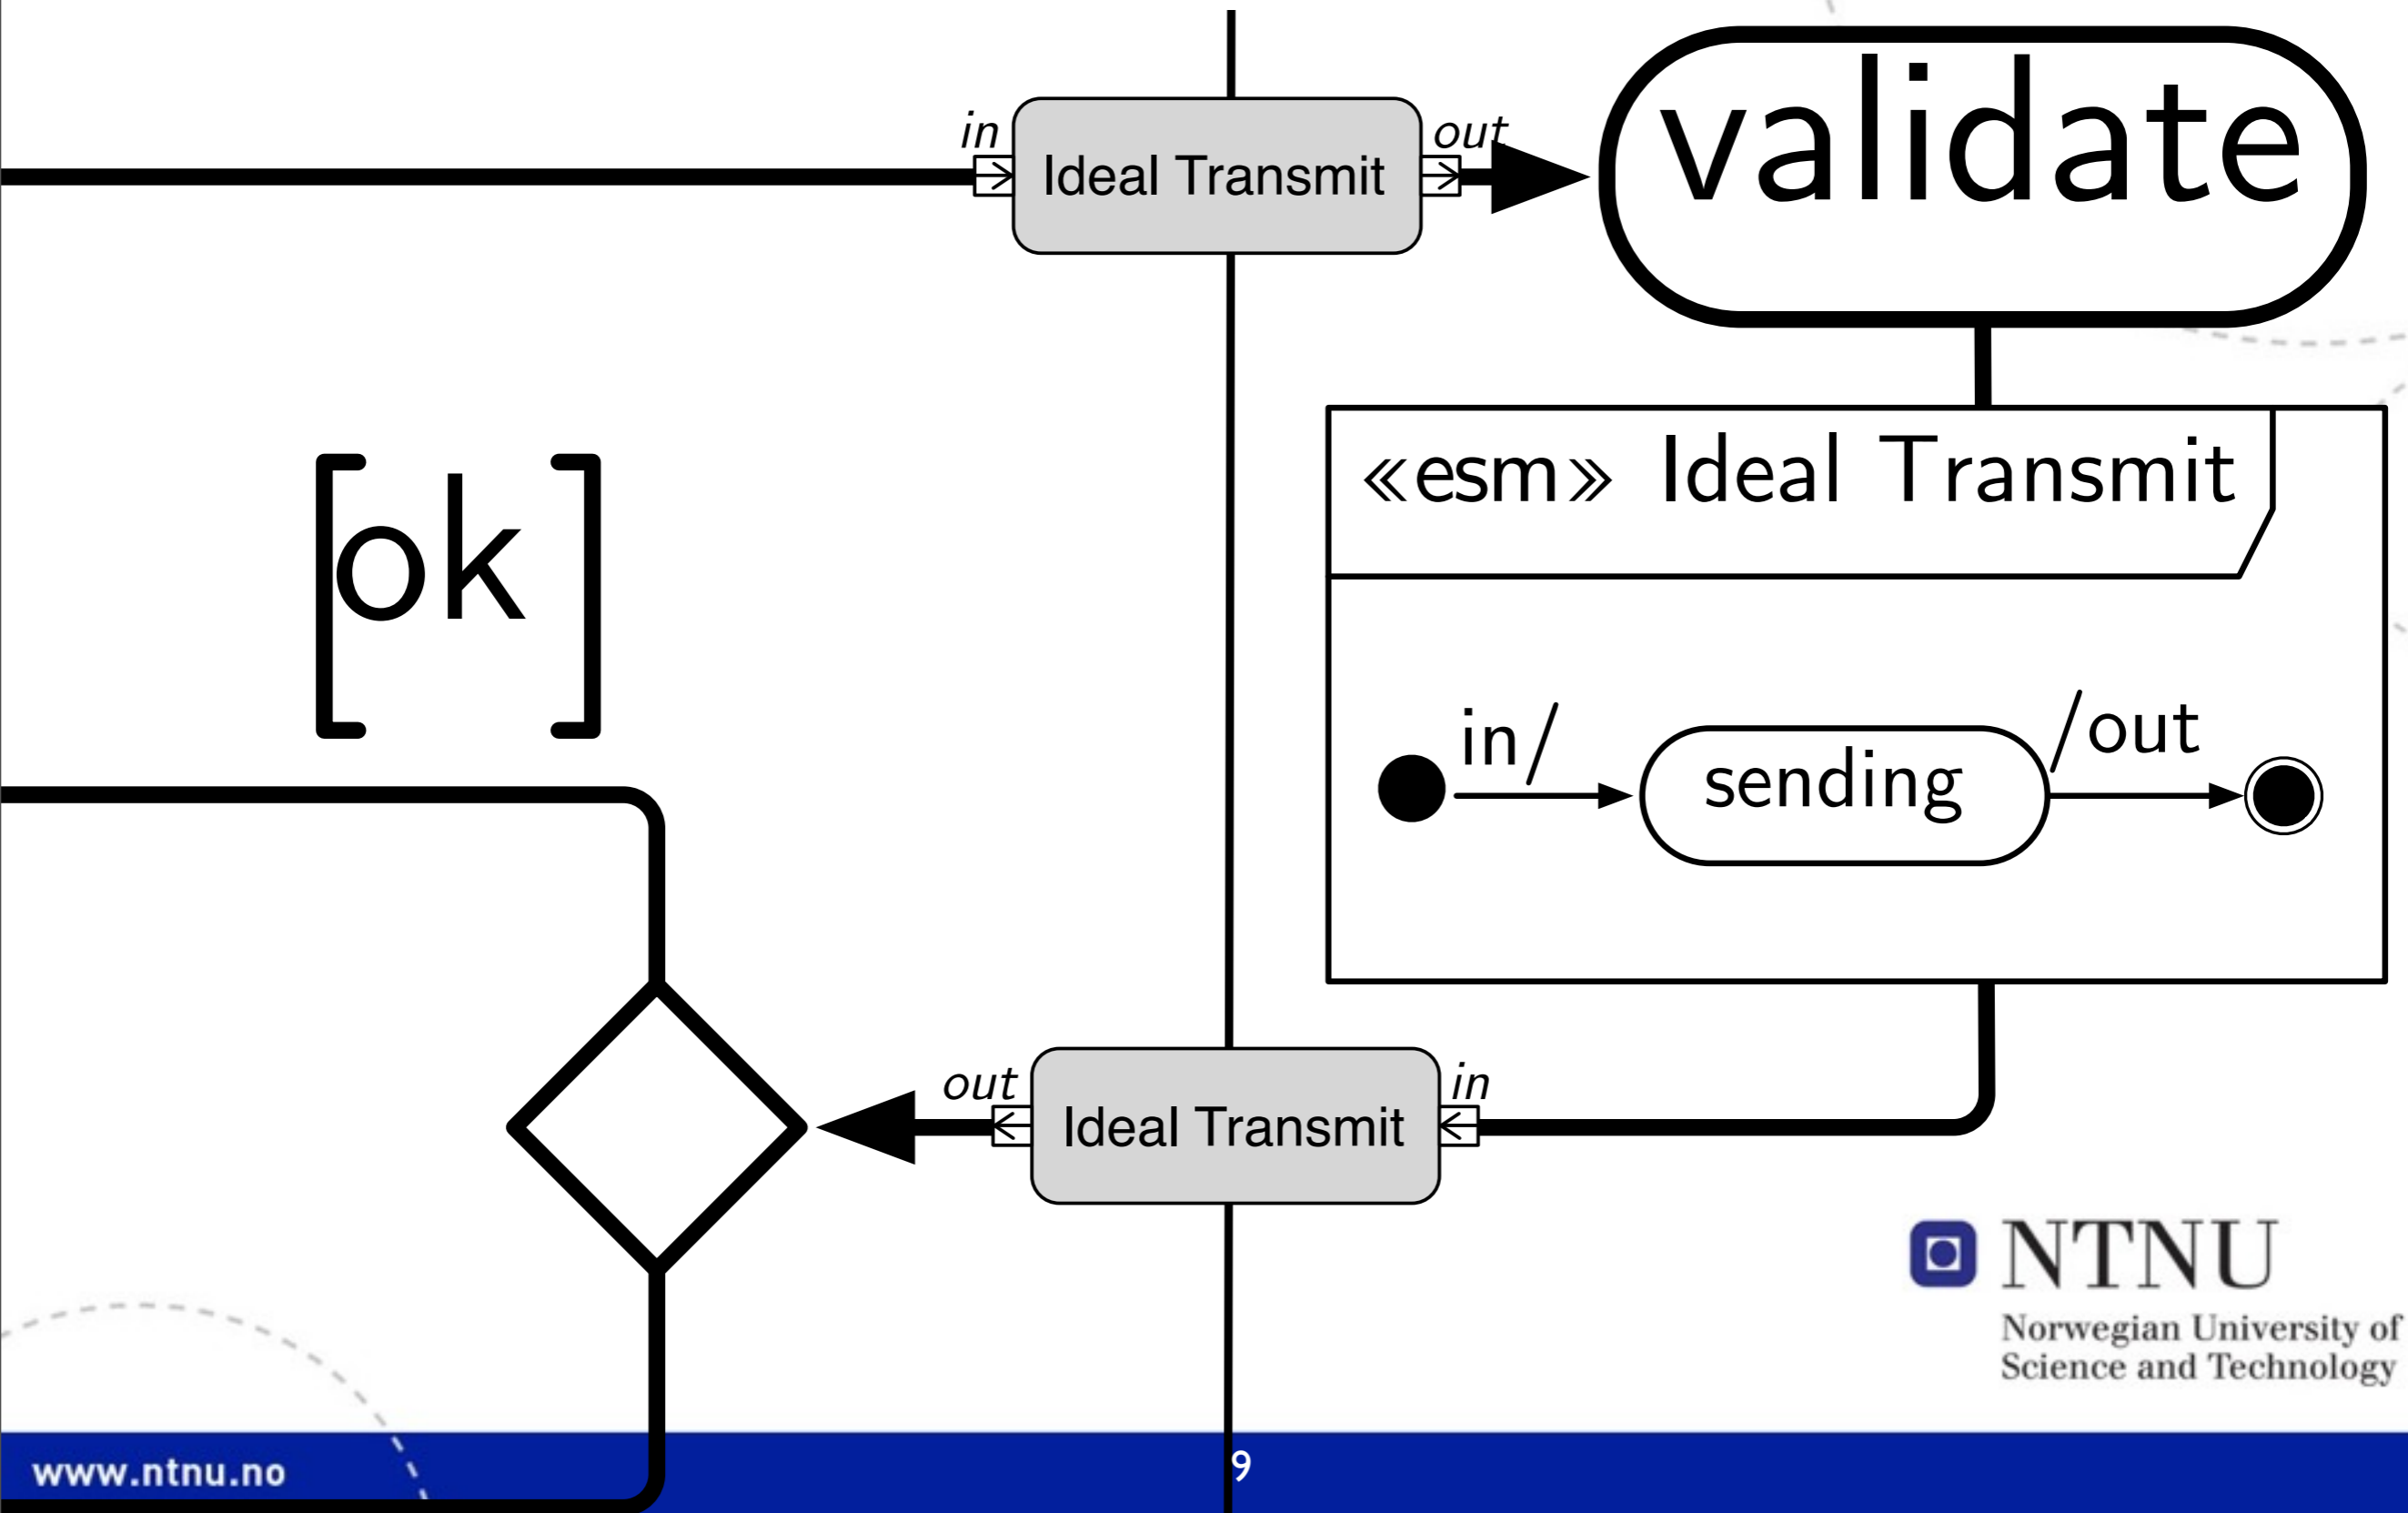 in
Ideal Transmit
out
validate
«esm» Ideal Transmit
[ok]
in/
sending
/out
out
Ideal Transmit
in
NTNU
Norwegian University of
Science and Technology
www.ntnu.no
9